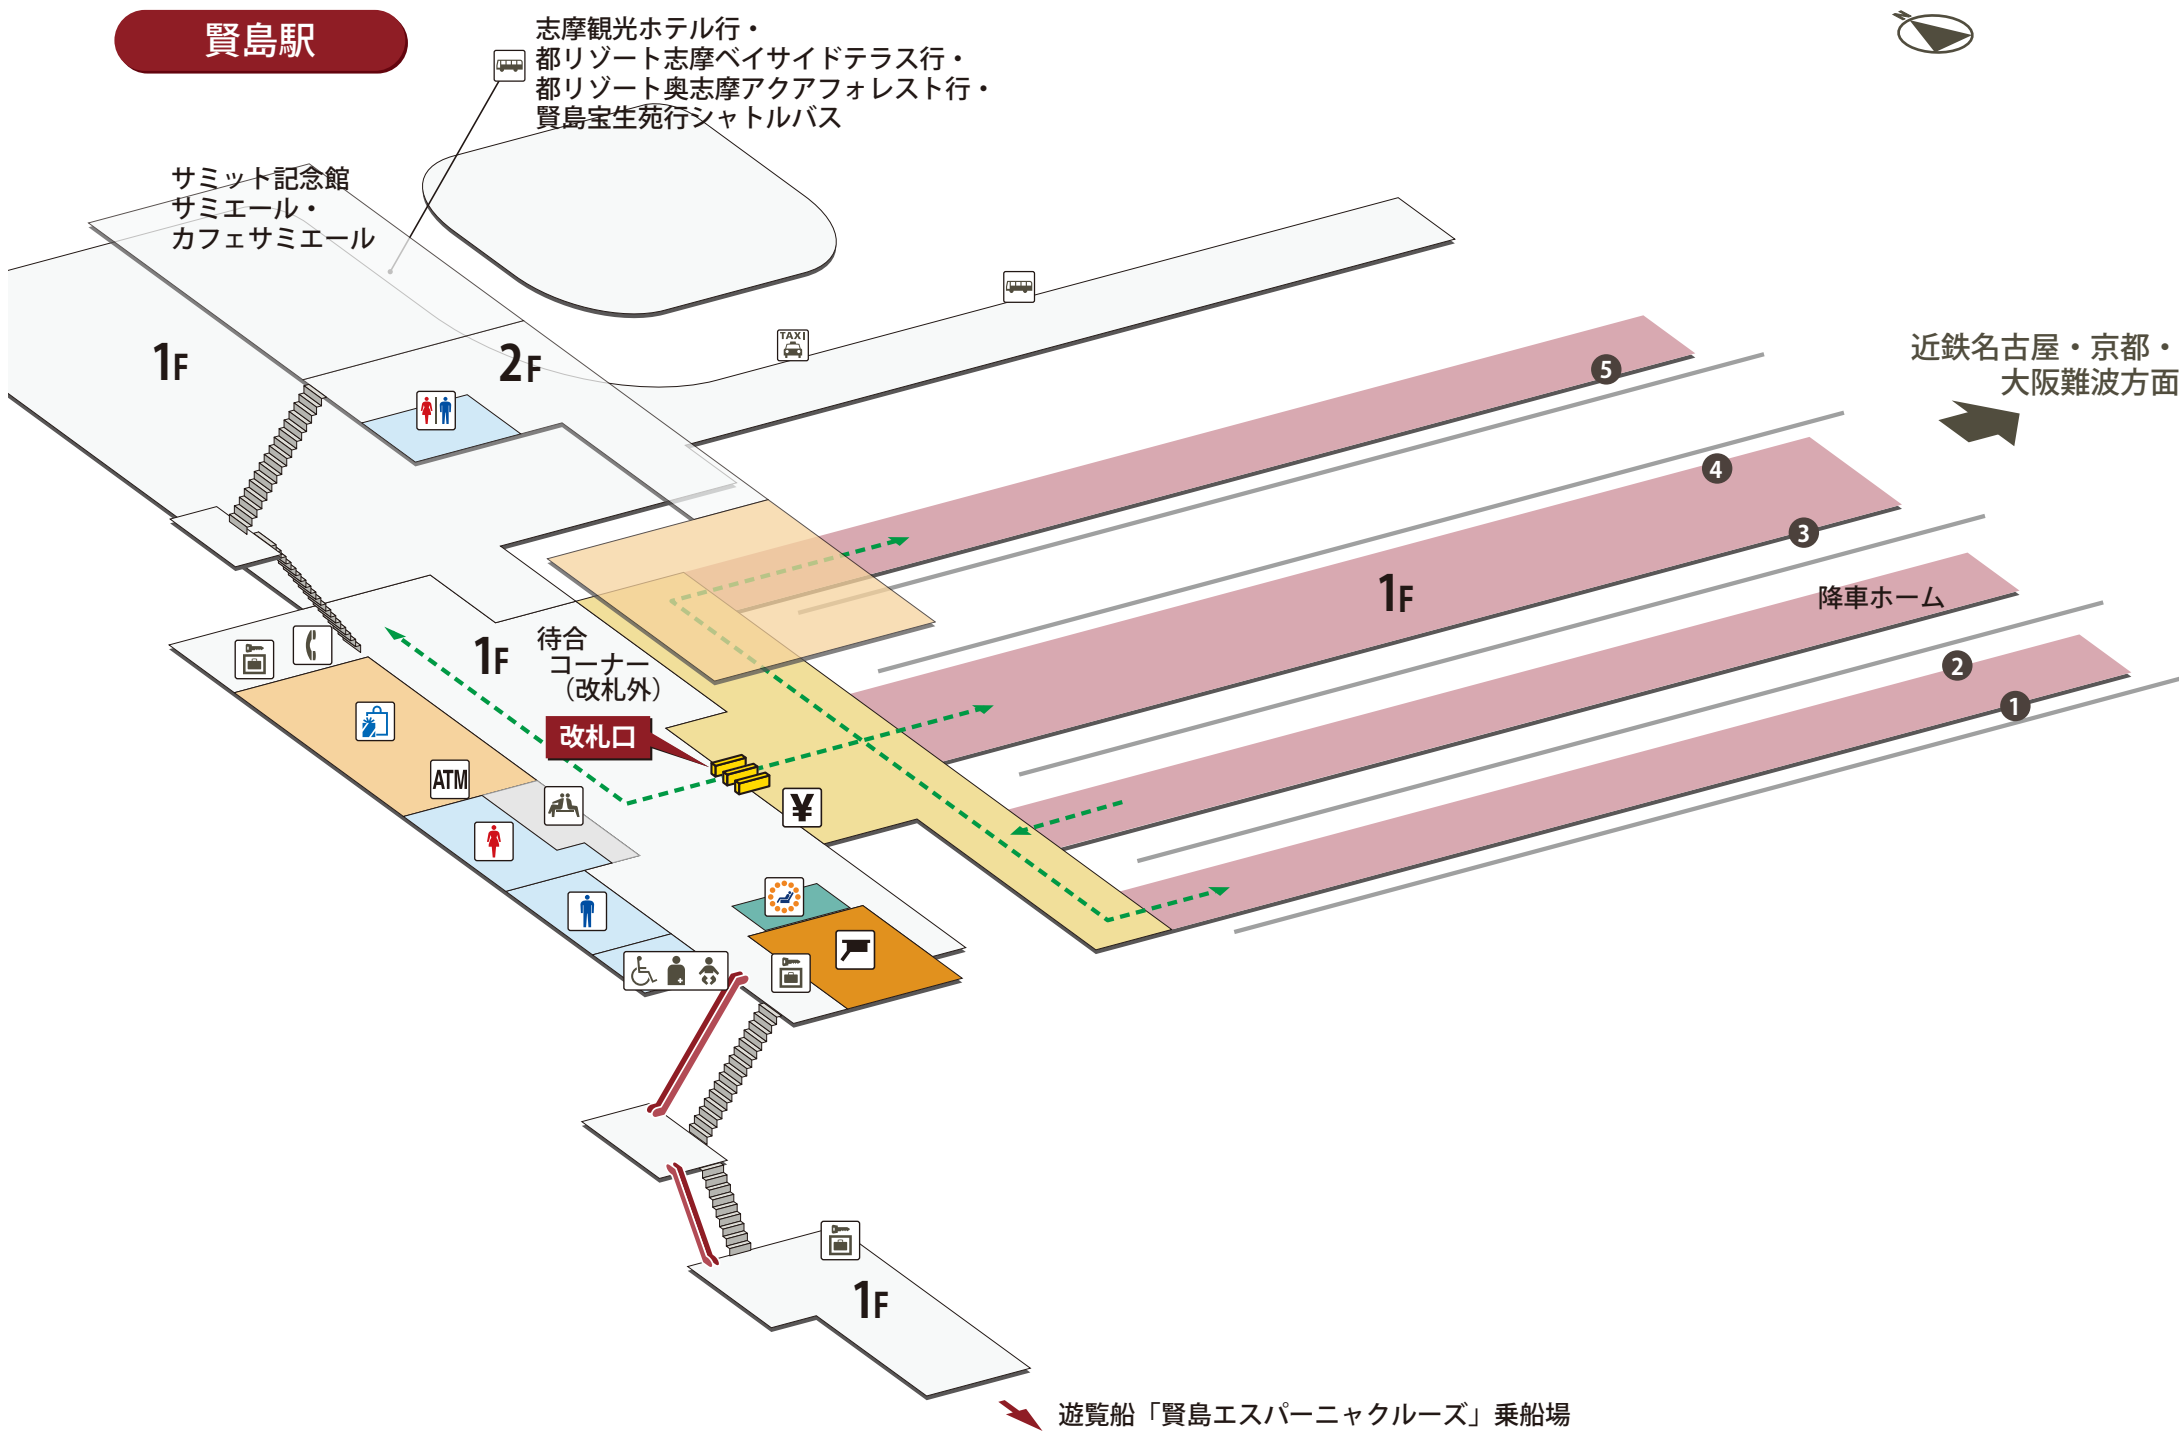 賢島駅
志摩観光ホテル行・
都リゾート志摩ベイサイドテラス行・
都リゾート奥志摩アクアフォレスト行・
賢島宝生苑行シャトルバス
N
サミット記念館
サミエール・
カフェサミエール
1F
2F
TAXI
近鉄名古屋・京都・
大阪難波方面
5
4
3
1F
降車ホーム
2
1
1F
待合
コーナー
（改札外）
改札口
ATM
¥
1F
遊覧船「賢島エスパーニャクルーズ」乗船場